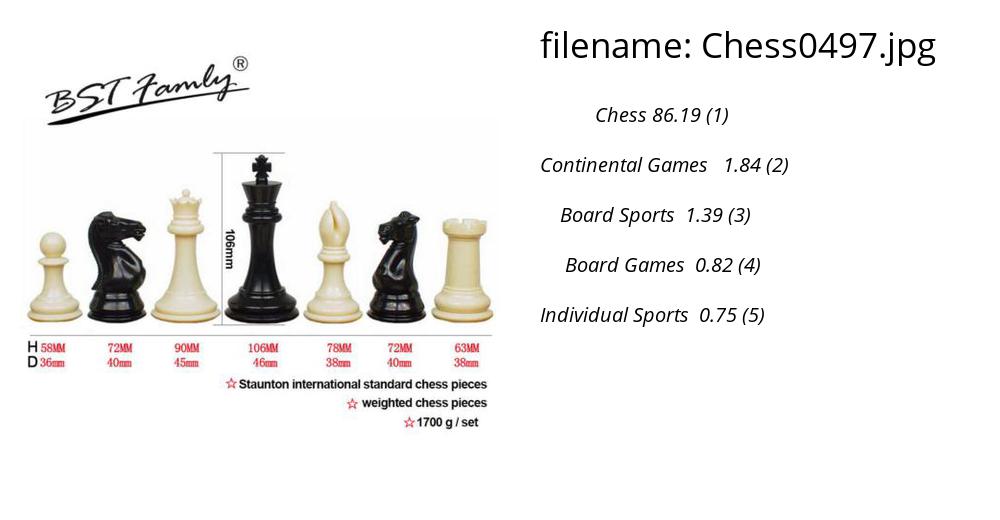 BST Famly®
106mm
H 58MM 72MM 90MM 106MM 78MM 72MM 63MM
D 36mm 40mm 45mm 46mm 38mm 40mm 38mm
☆ Staunton international standard chess pieces
☆ weighted chess pieces
☆ 1700 g / set
filename: Chess0497.jpg
Chess 86.19 (1)
Continental Games 1.84 (2)
Board Sports 1.39 (3)
Board Games 0.82 (4)
Individual Sports 0.75 (5)